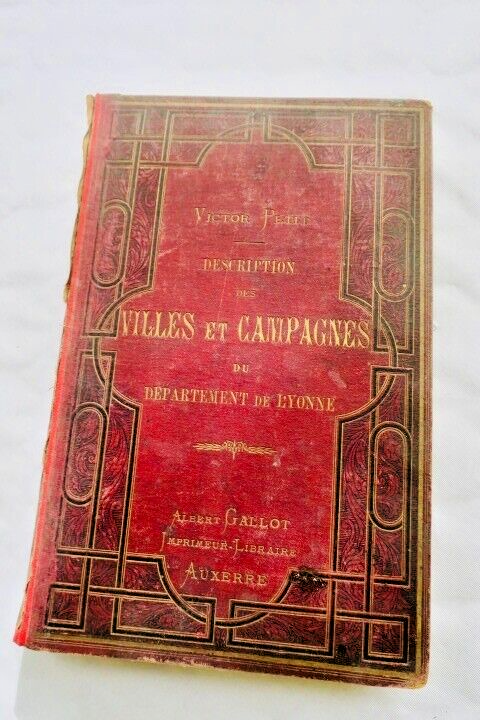 VICTOR PETIT
DESCRIPTION
DES
VILLES ET CAMPAGNES
DU
DÉPARTEMENT DE L'YONNE
ALBERT GALLOT
IMPRIMEUR-LIBRAIRE
AUXERRE